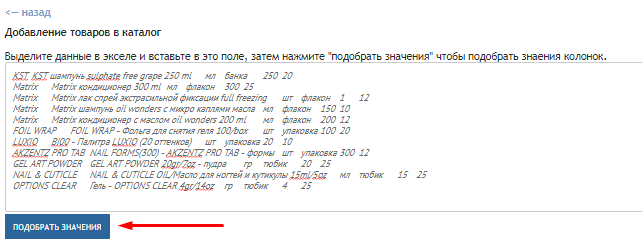 <-- назад
Добавление товаров в каталог
Выделите данные в экселе и вставьте в это поле, затем нажмите "подобрать значения" чтобы подобрать знаения колонок.
KST KST шампунь sulphate free grape 250 ml мл банка 250 20
Matrix Matrix кондиционер 300 ml мл флакон 300 25
Matrix Matrix лак спрей экстрасильной фиксации full freezing шт флакон 1 12
Matrix Matrix шампунь oil wonders с микро каплями масла мл флакон 150 10
Matrix Matrix кондиционер с маслом oil wonders 200 ml мл флакон 200 12
FOIL WRAP FOIL WRAP - Фольга для снятия геля 100/box шт упаковка 100 20
LUXIO BJ00 - Палитра LUXIO (20 оттенков) шт упаковка 20 10
AKZENTZ PRO TAB NAIL FORMS(300) - AKZENTZ PRO TAB - формы шт упаковка 300 12
GEL ART POWDER GEL ART POWDER 20gr/7oz - пудра гр тюбик 20 25
NAIL & CUTICLE NAIL & CUTICLE OIL/Масло для ногтей и кутикулы 15ml/5oz мл тюбик 15 25
OPTIONS CLEAR Гель - OPTIONS CLEAR 4gr/14oz гр тюбик 4 25
ПОДОБРАТЬ ЗНАЧЕНИЯ